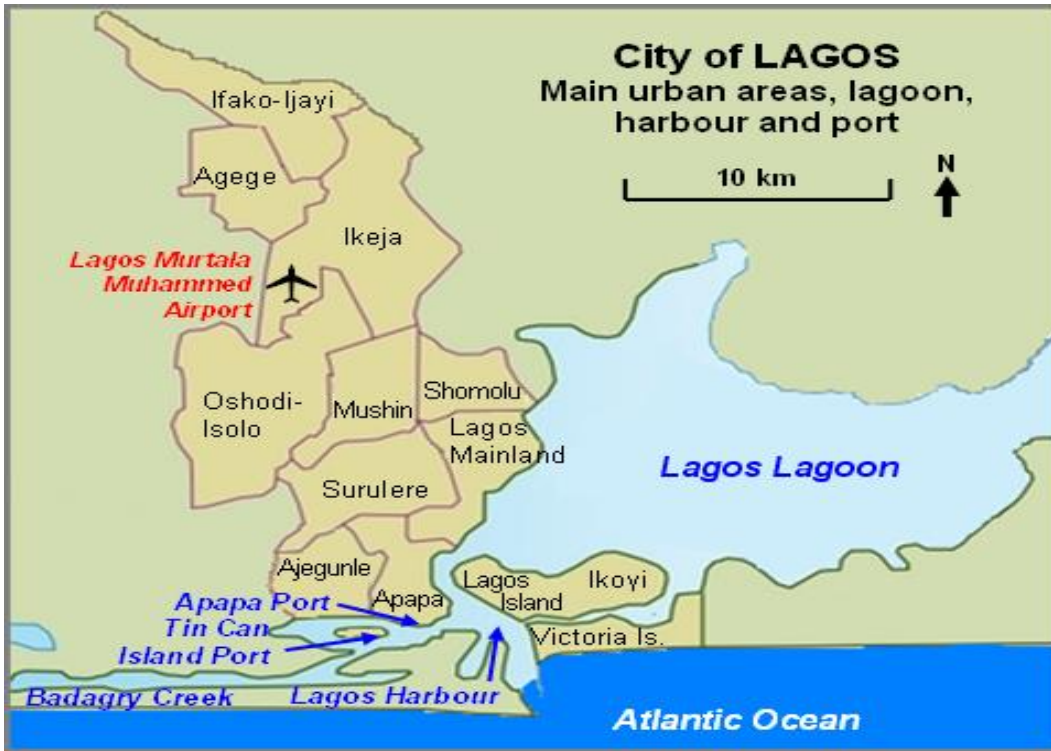 City of LAGOS
Main urban areas, lagoon,
harbour and port
10 km
N
Ifako-Ijayi
Agege
Ikeja
Lagos Murtala
Muhammed
Airport
Oshodi-
Isolo
Mushin
Shomolu
Lagos
Mainland
Surulere
Lagos Lagoon
Ajegunle
Apapa
Lagos
Island
Ikoyi
Victoria Is.
Apapa Port
Tin Can
Island Port
Badagry Creek
Lagos Harbour
Atlantic Ocean